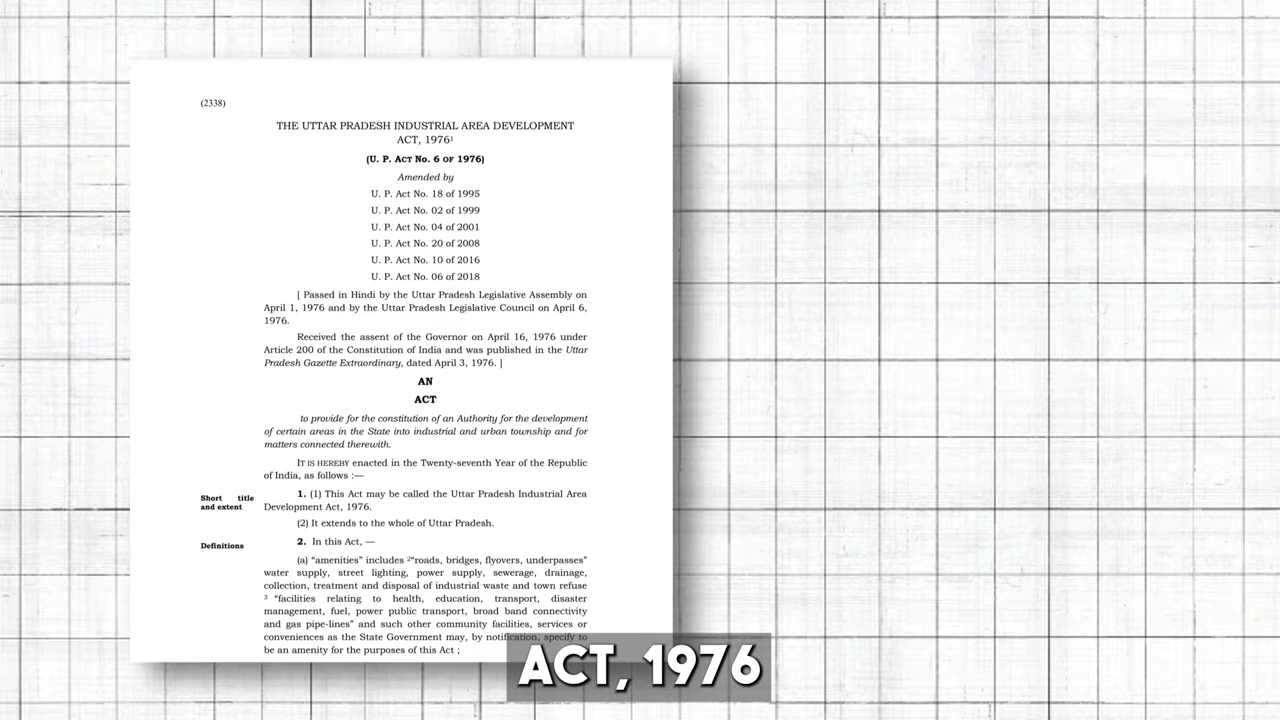 (2338)
THE UTTAR PRADESH INDUSTRIAL AREA DEVELOPMENT
ACT, 1976¹
(U. P. ACT NO. 6 OF 1976)
Amended by
U. P. Act No. 18 of 1995
U. P. Act No. 02 of 1999
U. P. Act No. 04 of 2001
U. P. Act No. 20 of 2008
U. P. Act No. 10 of 2016
U. P. Act No. 06 of 2018
[ Passed in Hindi by the Uttar Pradesh Legislative Assembly on
April 1, 1976 and by the Uttar Pradesh Legislative Council on April 6,
1976.
Received the assent of the Governor on April 16, 1976 under
Article 200 of the Constitution of India and was published in the Uttar
Pradesh Gazette Extraordinary, dated April 3, 1976. ]
AN
ACT
to provide for the constitution of an Authority for the development
of certain areas in the State into industrial and urban township and for
matters connected therewith.
IT IS HEREBY enacted in the Twenty-seventh Year of the Republic
of India, as follows :—
Short title
and extent
1. (1) This Act may be called the Uttar Pradesh Industrial Area
Development Act, 1976.
(2) It extends to the whole of Uttar Pradesh.
Definitions
2. In this Act, —
(a) “amenities” includes ²“roads, bridges, flyovers, underpasses”
water supply, street lighting, power supply, sewerage, drainage,
collection, treatment and disposal of industrial waste and town refuse
³ “facilities relating to health, education, transport, disaster
management, fuel, power public transport, broad band connectivity
and gas pipe-lines” and such other community facilities, services or
conveniences as the State Government may, by notification, specify to
be an amenity for the purposes of this Act ;
ACT, 1976